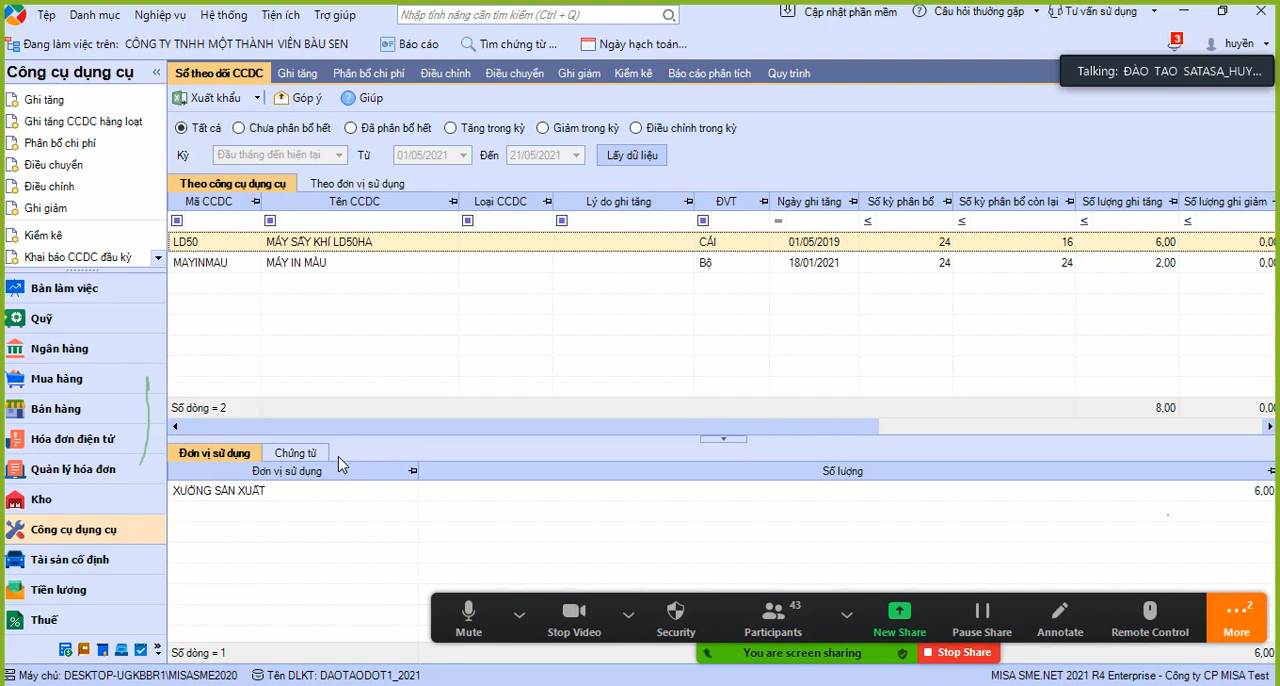 Tệp Danh mục Nghiệp vụ Hệ thống Tiện ích Trợ giúp Nhập tính năng cần tìm kiếm (Ctrl + Q) Cập nhật phần mềm Câu hỏi thường gặp Tư vấn sử dụng
Đang làm việc trên: CÔNG TY TNHH MỘT THÀNH VIÊN BÀU SEN Báo cáo Tìm chứng từ ... Ngày hạch toán... 3 huyền
Talking: ĐÀO TẠO SATASA_HUY...
Công cụ dụng cụ
Sổ theo dõi CCDC Ghi tăng Phân bổ chi phí Điều chỉnh Điều chuyển Ghi giảm Kiểm kê Báo cáo phân tích Quy trình
Ghi tăng
Ghi tăng CCDC hàng loạt
Phân bổ chi phí
Điều chuyển
Điều chỉnh
Ghi giảm
Kiểm kê
Khai báo CCDC đầu kỳ
Bàn làm việc
Quỹ
Ngân hàng
Mua hàng
Bán hàng
Hóa đơn điện tử
Quản lý hóa đơn
Kho
Công cụ dụng cụ
Tài sản cố định
Tiền lương
Thuế
Xuất khẩu Góp ý Giúp
Tất cả Chưa phân bổ hết Đã phân bổ hết Tăng trong kỳ Giảm trong kỳ Điều chỉnh trong kỳ
Kỳ Đầu tháng đến hiện tại Từ 01/05/2021 Đến 21/05/2021 Lấy dữ liệu
Theo công cụ dụng cụ Theo đơn vị sử dụng
Mã CCDC Tên CCDC Loại CCDC Lý do ghi tăng ĐVT Ngày ghi tăng Số kỳ phân bổ Số kỳ phân bổ còn lại Số lượng ghi tăng Số lượng ghi giảm
= ≤ ≤ ≤ ≤
LD50 MÁY SẤY KHÍ LD50HA CÁI 01/05/2019 24 16 6,00 0,00
MAYINMAU MÁY IN MÀU Bộ 18/01/2021 24 24 2,00 0,00
Số dòng = 2 8,00 0,00
Đơn vị sử dụng Chứng từ
Đơn vị sử dụng Số lượng
XƯỞNG SẢN XUẤT 6,00
Số dòng = 1 6,00
Mute Stop Video Security Participants 43 New Share Pause Share Annotate Remote Control 2 More
You are screen sharing Stop Share
Máy chủ: DESKTOP-UGKBBR1\MISASME2020 Tên DLKT: DAOTAODOT1_2021 MISA SME.NET 2021 R4 Enterprise - Công ty CP MISA Test